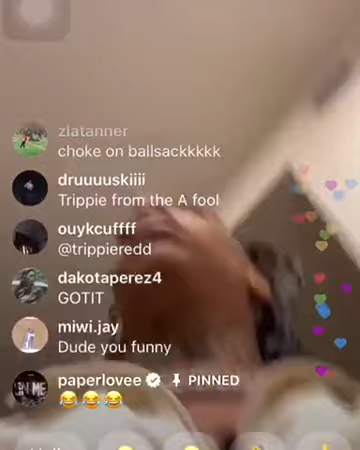 zlatanner
choke on ballsackkkkk
druuuuskiiii
Trippie from the A fool
ouykcuffff
@trippieredd
dakotaperez4
GOTIT
miwi.jay
Dude you funny
paperlovee PINNED
😂😂😂